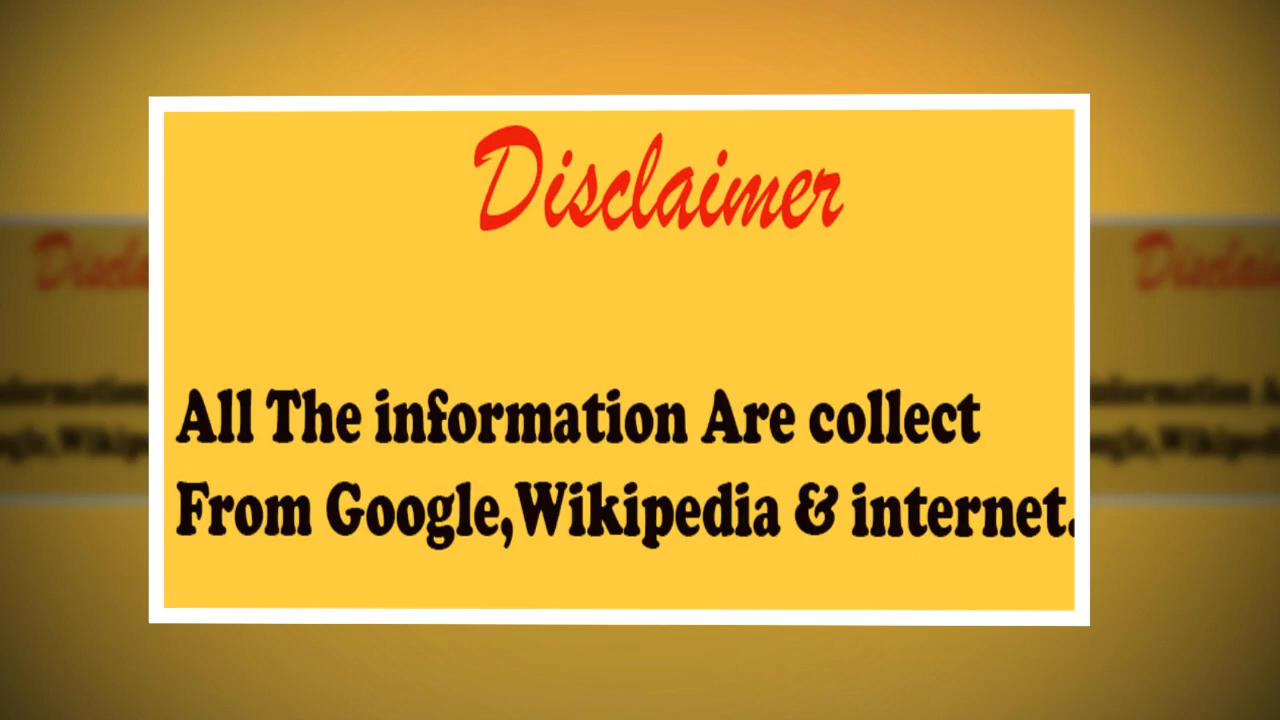 Disclaimer
All The information Are collect
From Google,Wikipedia & internet.